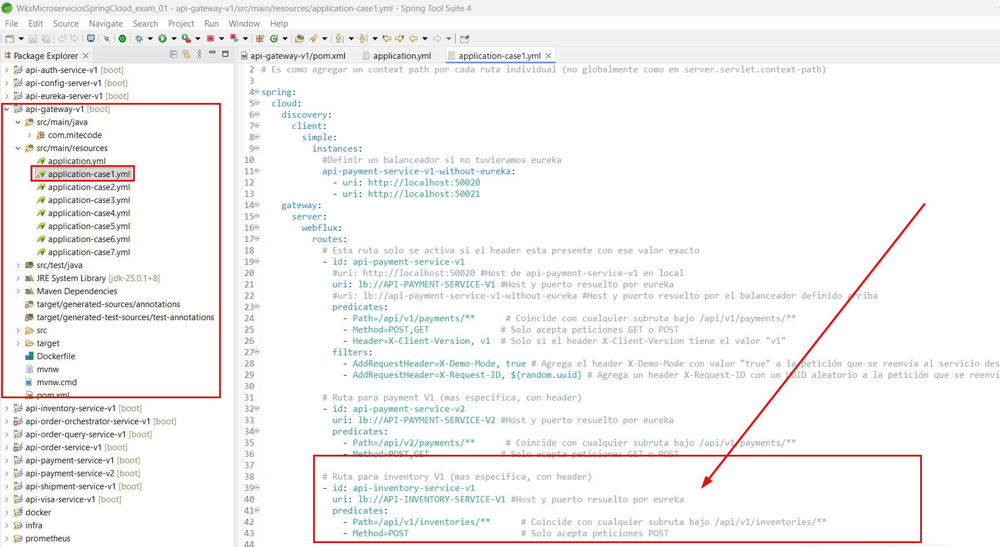 WksMicroserviciosSpringCloud_exam_01 - api-gateway-v1/src/main/resources/application-case1.yml - Spring Tool Suite 4
File Edit Source Navigate Search Project Run Window Help
Package Explorer
api-auth-service-v1 [boot]
api-config-server-v1 [boot]
api-eureka-server-v1 [boot]
api-gateway-v1 [boot]
src/main/java
com.mitecode
src/main/resources
application.yml
application-case1.yml
application-case2.yml
application-case3.yml
application-case4.yml
application-case5.yml
application-case6.yml
application-case7.yml
src/test/java
JRE System Library [jdk-25.0.1+8]
Maven Dependencies
target/generated-sources/annotations
target/generated-test-sources/test-annotations
src
target
Dockerfile
mvnw
mvnw.cmd
pom.xml
api-inventory-service-v1 [boot]
api-order-orchestrator-service-v1 [boot]
api-order-query-service-v1 [boot]
api-order-service-v1 [boot]
api-payment-service-v1 [boot]
api-payment-service-v2 [boot]
api-shipment-service-v1 [boot]
api-visa-service-v1 [boot]
docker
infra
prometheus
api-gateway-v1/pom.xml application.yml application-case1.yml
2 # Es como agregar un context path por cada ruta individual (no globalmente como en server.servlet.context-path)
3
4 spring:
5 cloud:
6 discovery:
7 client:
8 simple:
9 instances:
10 #Definir un balanceador si no tuvieramos eureka
11 api-payment-service-v1-without-eureka:
12 - uri: http://localhost:50020
13 - uri: http://localhost:50021
14 gateway:
15 server:
16 webflux:
17 routes:
18 # Esta ruta solo se activa si el header esta presente con ese valor exacto
19 - id: api-payment-service-v1
20 #uri: http://localhost:50020 #Host de api-payment-service-v1 en local
21 uri: lb://API-PAYMENT-SERVICE-V1 #Host y puerto resuelto por eureka
22 #uri: lb://api-payment-service-v1-without-eureka #Host y puerto resuelto por el balanceador definido arriba
23 predicates:
24 - Path=/api/v1/payments/** # Coincide con cualquier subruta bajo /api/v1/payments/**
25 - Method=POST,GET # Solo acepta peticiones GET o POST
26 - Header=X-Client-Version, v1 # Solo si el header X-Client-Version tiene el valor "v1"
27 filters:
28 - AddRequestHeader=X-Demo-Mode, true # Agrega el header X-Demo-Mode con valor "true" a la petición que se reenvía al servicio des
29 - AddRequestHeader=X-Request-ID, ${random.uuid} # Agrega un header X-Request-ID con un UUID aleatorio a la petición que se reenví
30
31 # Ruta para payment V1 (mas especifica, con header)
32 - id: api-payment-service-v2
33 uri: lb://API-PAYMENT-SERVICE-V2 #Host y puerto resuelto por eureka
34 predicates:
35 - Path=/api/v2/payments/** # Coincide con cualquier subruta bajo /api/v1/payments/**
36 - Method=POST,GET # Solo acepta peticiones GET o POST
37
38 # Ruta para inventory V1 (mas especifica, con header)
39 - id: api-inventory-service-v1
40 uri: lb://API-INVENTORY-SERVICE-V1 #Host y puerto resuelto por eureka
41 predicates:
42 - Path=/api/v1/inventories/** # Coincide con cualquier subruta bajo /api/v1/inventories/**
43 - Method=POST # Solo acepta peticiones POST
44